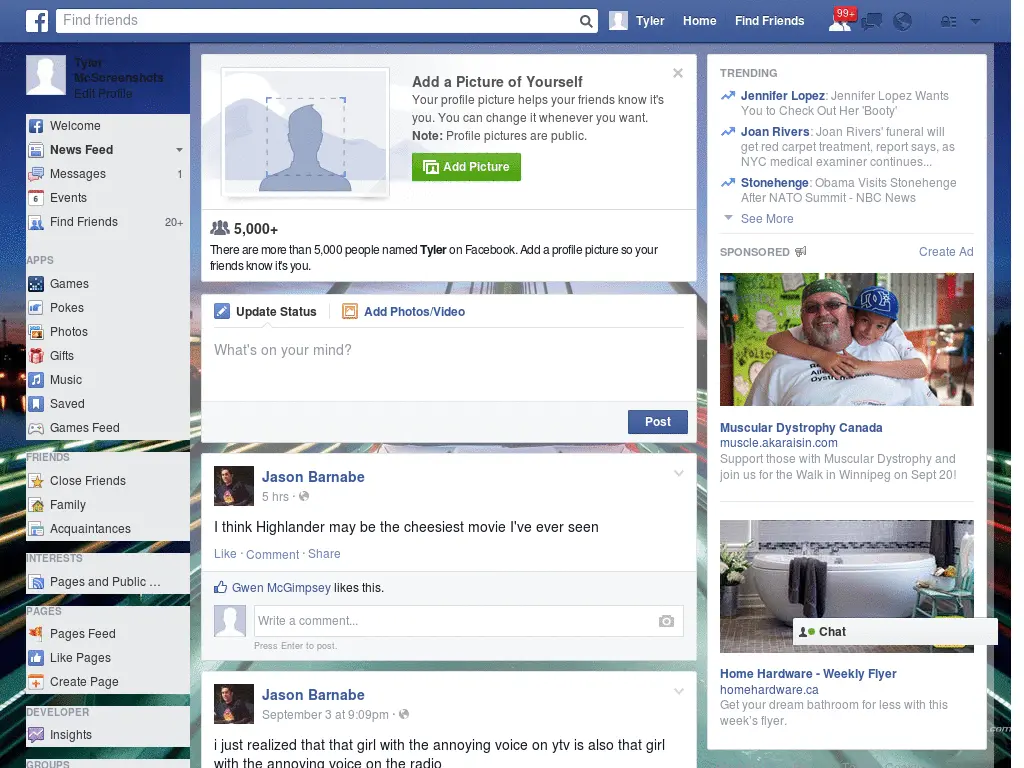 Find friends
Tyler
Home
Find Friends
99+
Tyler
McScreenshots
Edit Profile
Welcome
News Feed
Messages 1
6 Events
Find Friends 20+
APPS
Games
Pokes
Photos
Gifts
Music
Saved
Games Feed
FRIENDS
Close Friends
Family
Acquaintances
INTERESTS
Pages and Public ...
PAGES
Pages Feed
Like Pages
Create Page
DEVELOPER
Insights
GROUPS
Add a Picture of Yourself
Your profile picture helps your friends know it's
you. You can change it whenever you want.
Note: Profile pictures are public.
Add Picture
5,000+
There are more than 5,000 people named Tyler on Facebook. Add a profile picture so your
friends know it's you.
Update Status
Add Photos/Video
What's on your mind?
Post
Jason Barnabe
5 hrs ·
I think Highlander may be the cheesiest movie I've ever seen
Like · Comment · Share
Gwen McGimpsey likes this.
Write a comment...
Press Enter to post.
Jason Barnabe
September 3 at 9:09pm ·
i just realized that that girl with the annoying voice on ytv is also that girl
with the annoying voice on the radio
TRENDING
Jennifer Lopez: Jennifer Lopez Wants
You to Check Out Her 'Booty'
Joan Rivers: Joan Rivers' funeral will
get red carpet treatment, report says, as
NYC medical examiner continues...
Stonehenge: Obama Visits Stonehenge
After NATO Summit - NBC News
See More
SPONSORED
Create Ad
Muscular Dystrophy Canada
muscle.akaraisin.com
Support those with Muscular Dystrophy and
join us for the Walk in Winnipeg on Sept 20!
Chat
Home Hardware - Weekly Flyer
homehardware.ca
Get your dream bathroom for less with this
week's flyer.
.com